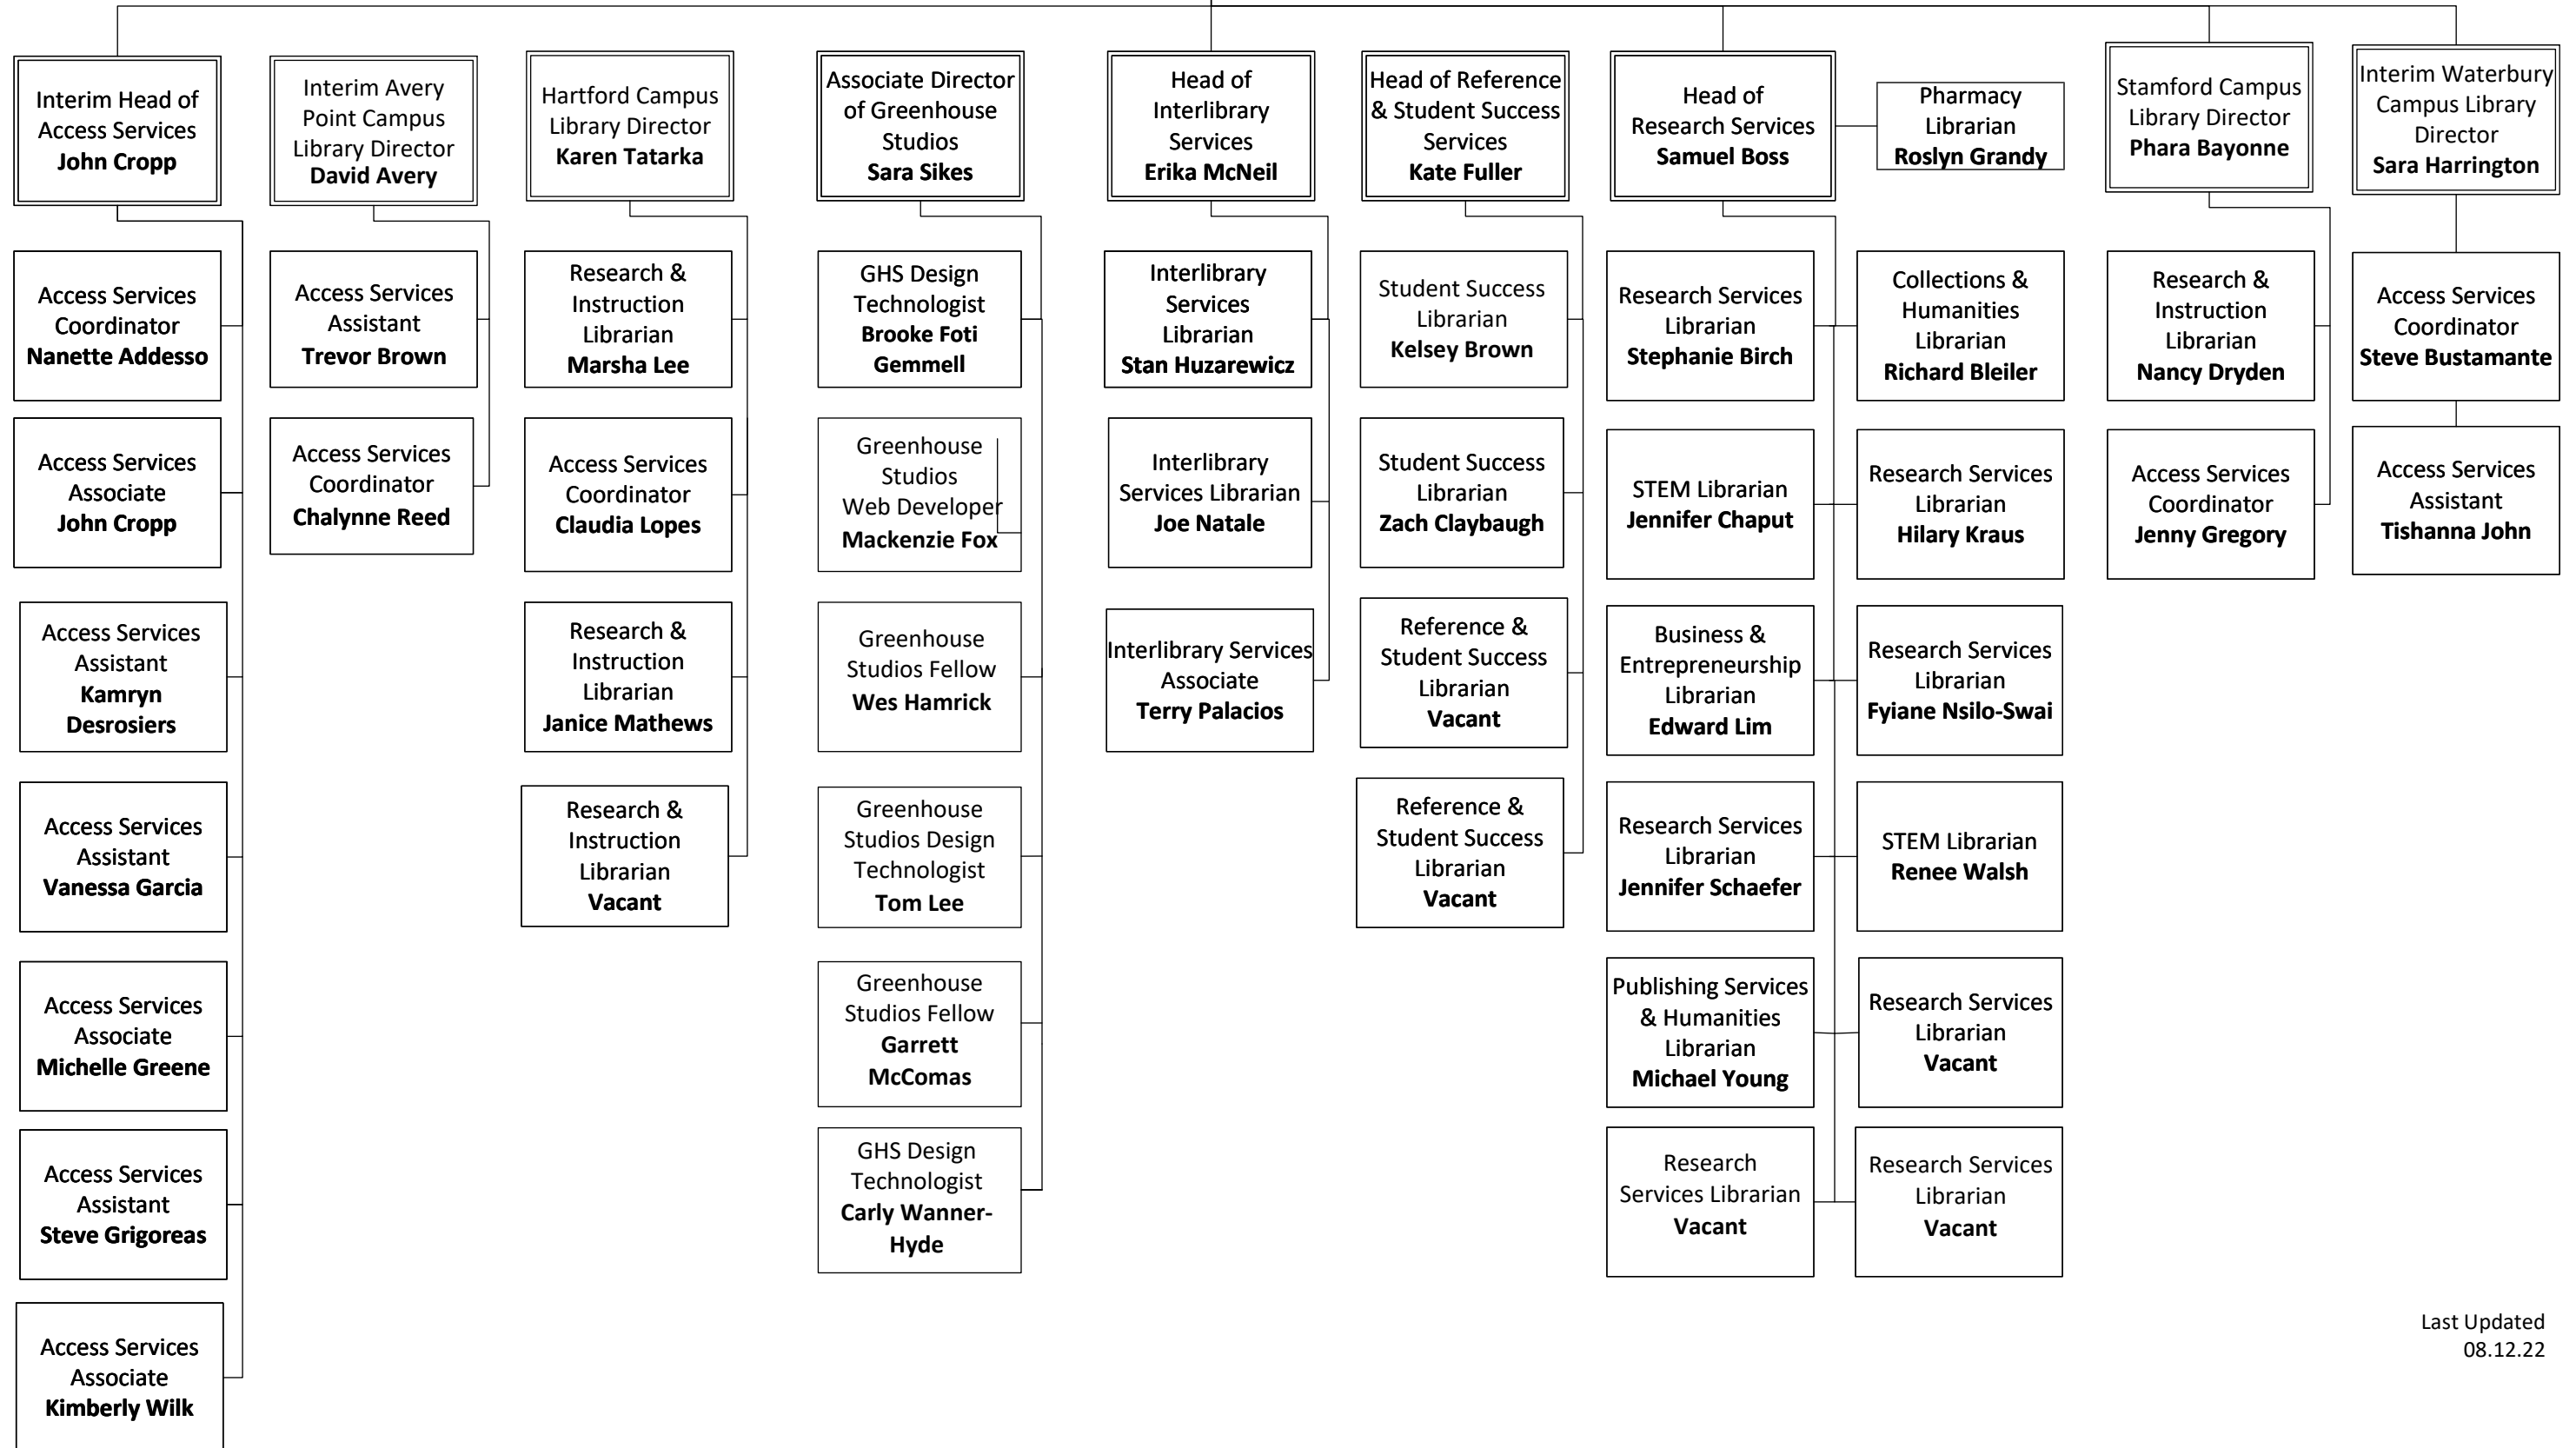 Interim Head of
Access Services
John Cropp
Interim Avery
Point Campus
Library Director
David Avery
Hartford Campus
Library Director
Karen Tatarka
Associate Director
of Greenhouse
Studios
Sara Sikes
Head of
Interlibrary
Services
Erika McNeil
Head of Reference
& Student Success
Services
Kate Fuller
Head of
Research Services
Samuel Boss
Pharmacy
Librarian
Roslyn Grandy
Stamford Campus
Library Director
Phara Bayonne
Interim Waterbury
Campus Library
Director
Sara Harrington
Access Services
Coordinator
Nanette Addesso
Access Services
Assistant
Trevor Brown
Research &
Instruction
Librarian
Marsha Lee
GHS Design
Technologist
Brooke Foti
Gemmell
Interlibrary
Services
Librarian
Stan Huzarewicz
Student Success
Librarian
Kelsey Brown
Research Services
Librarian
Stephanie Birch
Collections &
Humanities
Librarian
Richard Bleiler
Research &
Instruction
Librarian
Nancy Dryden
Access Services
Coordinator
Steve Bustamante
Access Services
Associate
John Cropp
Access Services
Coordinator
Chalynne Reed
Access Services
Coordinator
Claudia Lopes
Greenhouse
Studios
Web Developer
Mackenzie Fox
Interlibrary
Services Librarian
Joe Natale
Student Success
Librarian
Zach Claybaugh
STEM Librarian
Jennifer Chaput
Research Services
Librarian
Hilary Kraus
Access Services
Coordinator
Jenny Gregory
Access Services
Assistant
Tishanna John
Access Services
Assistant
Kamryn
Desrosiers
Research &
Instruction
Librarian
Janice Mathews
Greenhouse
Studios Fellow
Wes Hamrick
Interlibrary Services
Associate
Terry Palacios
Reference &
Student Success
Librarian
Vacant
Business &
Entrepreneurship
Librarian
Edward Lim
Research Services
Librarian
Fyiane Nsilo-Swai
Access Services
Assistant
Vanessa Garcia
Research &
Instruction
Librarian
Vacant
Greenhouse
Studios Design
Technologist
Tom Lee
Reference &
Student Success
Librarian
Vacant
Research Services
Librarian
Jennifer Schaefer
STEM Librarian
Renee Walsh
Access Services
Associate
Michelle Greene
Greenhouse
Studios Fellow
Garrett
McComas
Publishing Services
& Humanities
Librarian
Michael Young
Research Services
Librarian
Vacant
Access Services
Assistant
Steve Grigoreas
GHS Design
Technologist
Carly Wanner-
Hyde
Research
Services Librarian
Vacant
Research Services
Librarian
Vacant
Access Services
Associate
Kimberly Wilk
Last Updated
08.12.22